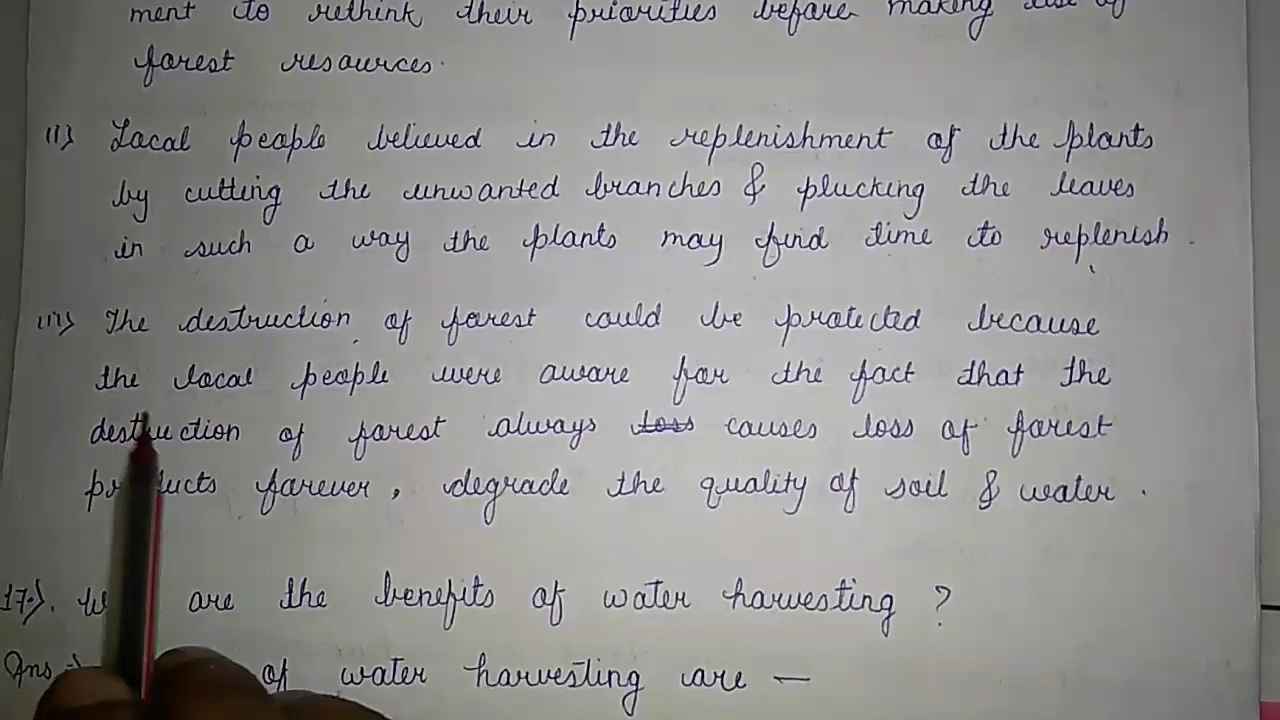 ment to rethink their priorities before making use of
forest resources.
(ii) Local people believed in the replenishment of the plants
by cutting the unwanted branches & plucking the leaves
in such a way the plants may find time to replenish.
(iii) The destruction of forest could be protected because
the local people were aware for the fact that the
destruction of forest always loss causes loss of forest
products forever, degrade the quality of soil & water.
17→. are the benefits of water harvesting ?
Ans → of water harvesting are —